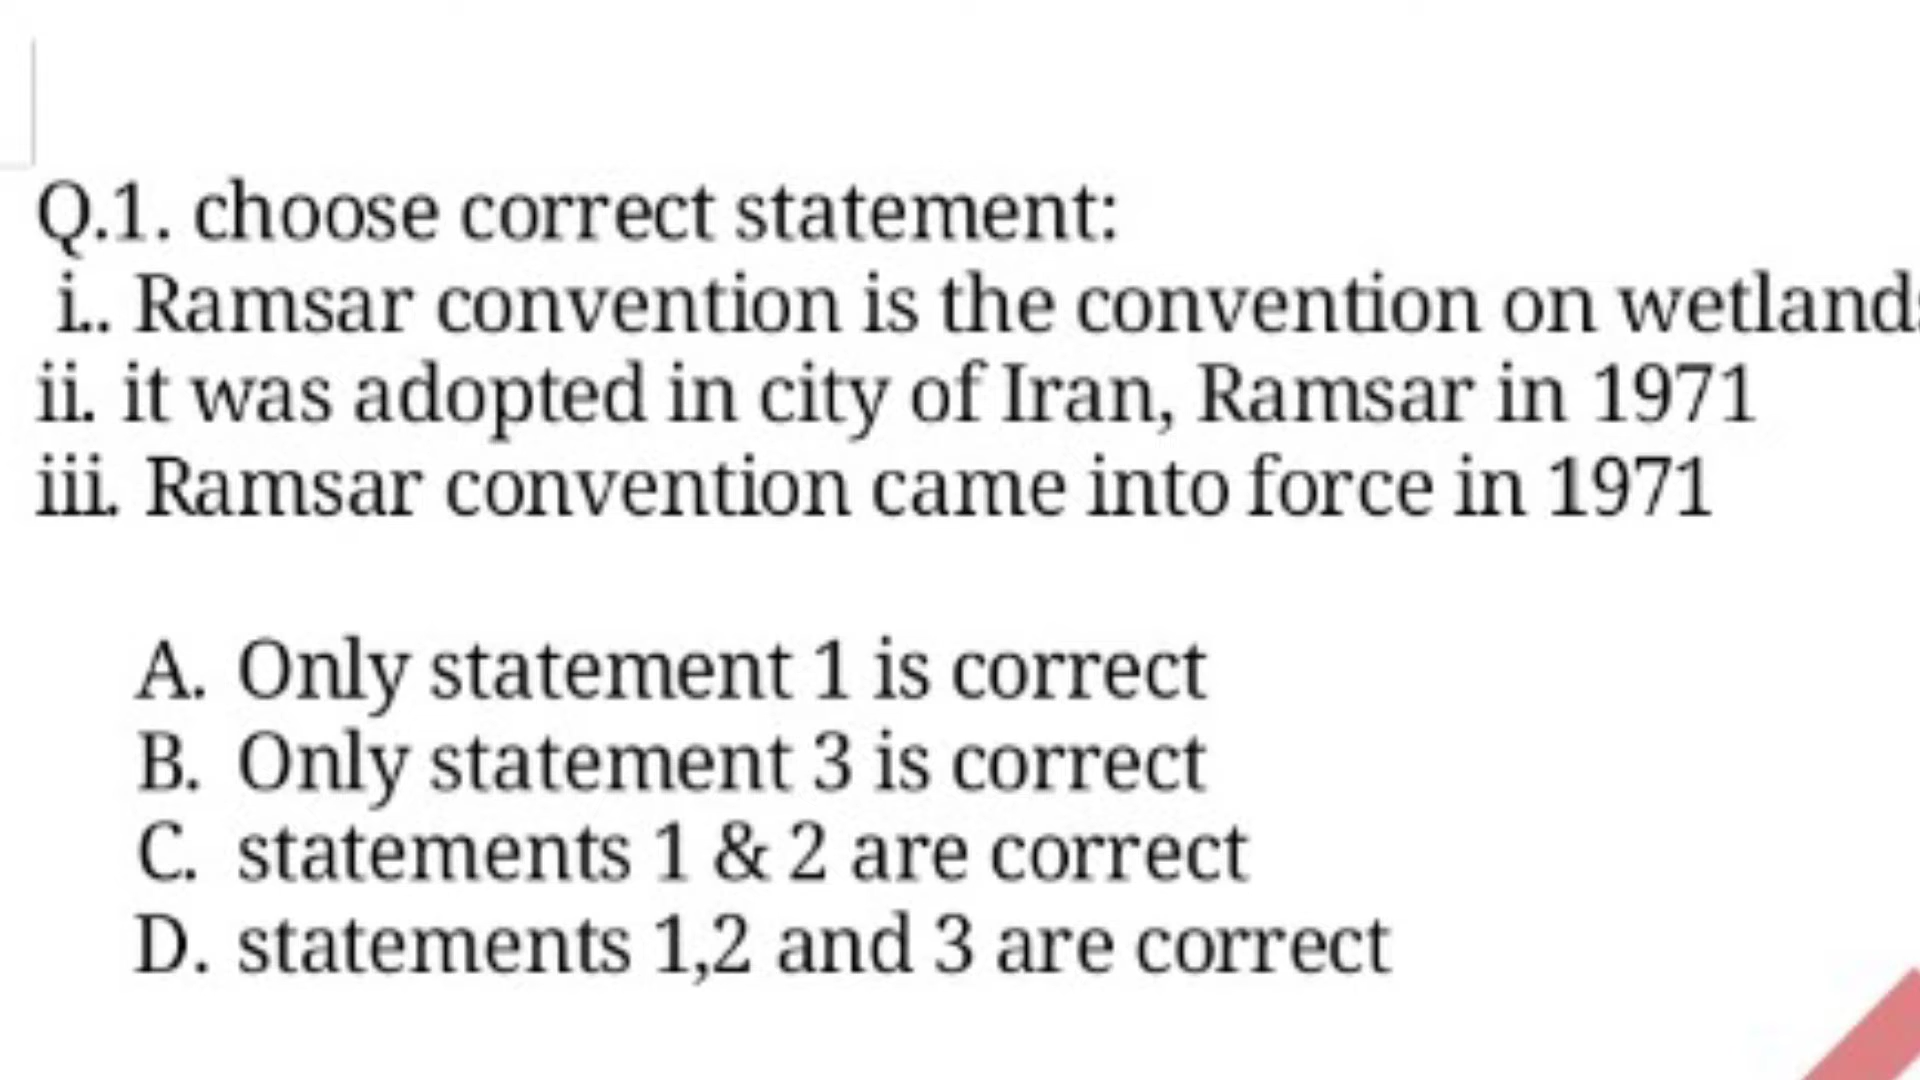 Q.1. choose correct statement:
i.. Ramsar convention is the convention on wetlands
ii. it was adopted in city of Iran, Ramsar in 1971
iii. Ramsar convention came into force in 1971
A. Only statement 1 is correct
B. Only statement 3 is correct
C. statements 1 & 2 are correct
D. statements 1,2 and 3 are correct